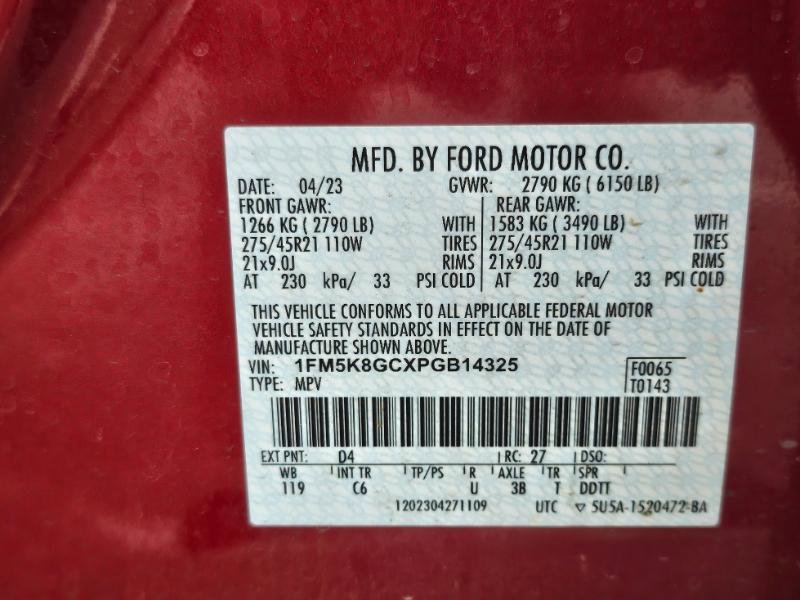 MFD. BY FORD MOTOR CO.
DATE: 04/23 GVWR: 2790 KG ( 6150 LB)
FRONT GAWR: REAR GAWR:
1266 KG ( 2790 LB) WITH 1583 KG ( 3490 LB) WITH
275/45R21 110W TIRES 275/45R21 110W TIRES
21x9.0J RIMS 21x9.0J RIMS
AT 230 kPa/ 33 PSI COLD AT 230 kPa/ 33 PSI COLD
THIS VEHICLE CONFORMS TO ALL APPLICABLE FEDERAL MOTOR
VEHICLE SAFETY STANDARDS IN EFFECT ON THE DATE OF
MANUFACTURE SHOWN ABOVE.
VIN: 1FM5K8GCXPGB14325 F0065
TYPE: MPV T0143
EXT PNT: D4 RC: 27 DSO:
WB INT TR TP/PS R AXLE TR SPR
119 C6 U 3B T DDTT
1202304271109 UTC ▽ 5U5A-1520472-BA